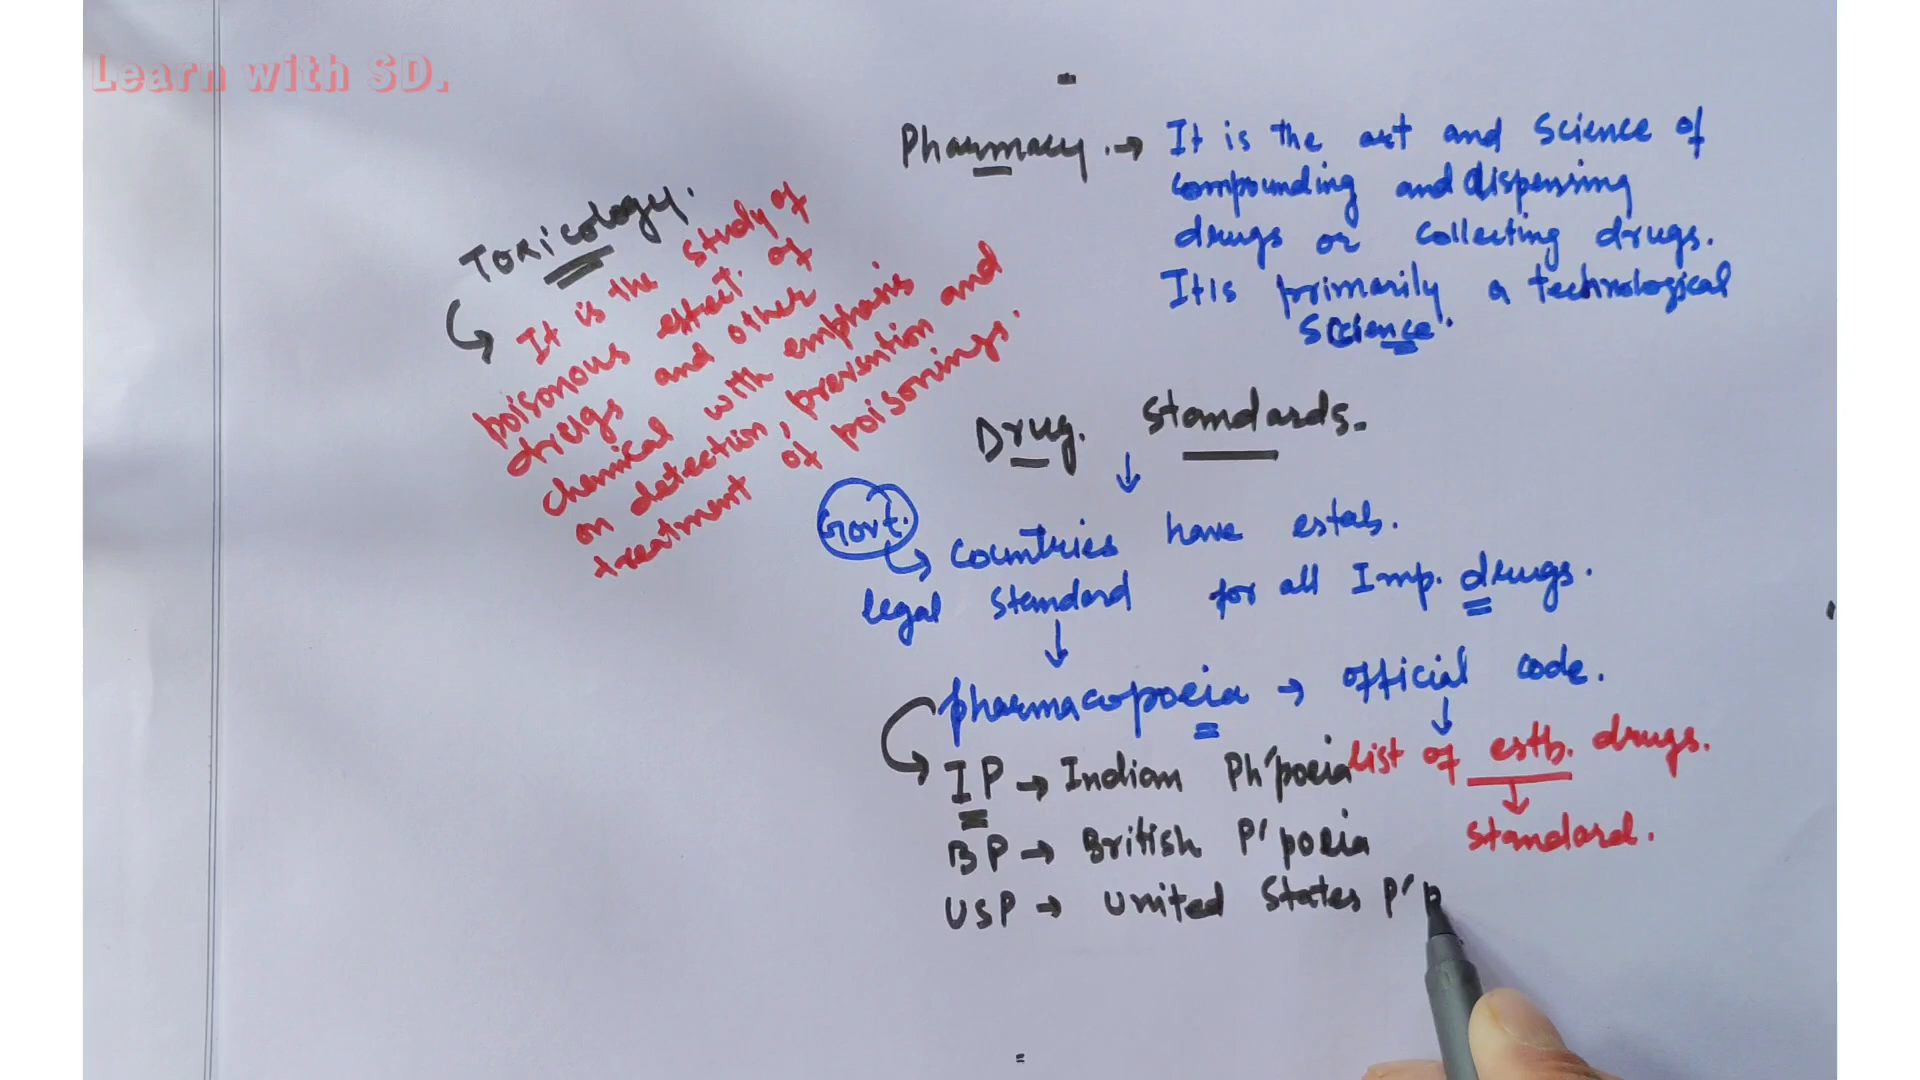 Learn with SD.
Pharmacy. → It is the art and science of
compounding and dispensing
drugs or collecting drugs.
It is primarily a technological
science.
Toxicology.
It is the study of
poisonous effect. of
drugs and other
chemical with emphasis
on detection, prevention and
treatment of poisonings.
Drug. Standards.
↓
Govt.
↳ Countries have estab.
legal standard for all Imp. drugs.
↓
pharmacopoeia → official code.
↓
IP → Indian Ph'poeia
list of estb. drugs.
↓
standard.
BP → British P'poeia
USP → United States P'p